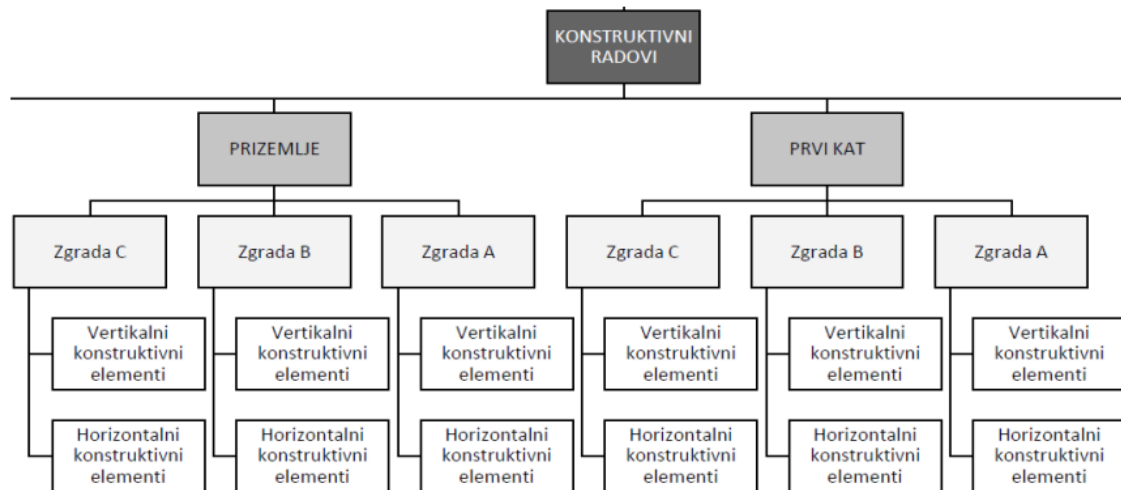 KONSTRUKTIVNI
RADOVI
PRIZEMLJE
PRVI KAT
Zgrada C
Zgrada B
Zgrada A
Zgrada C
Zgrada B
Zgrada A
Vertikalni
konstruktivni
elementi
Vertikalni
konstruktivni
elementi
Vertikalni
konstruktivni
elementi
Vertikalni
konstruktivni
elementi
Vertikalni
konstruktivni
elementi
Vertikalni
konstruktivni
elementi
Horizontalni
konstruktivni
elementi
Horizontalni
konstruktivni
elementi
Horizontalni
konstruktivni
elementi
Horizontalni
konstruktivni
elementi
Horizontalni
konstruktivni
elementi
Horizontalni
konstruktivni
elementi